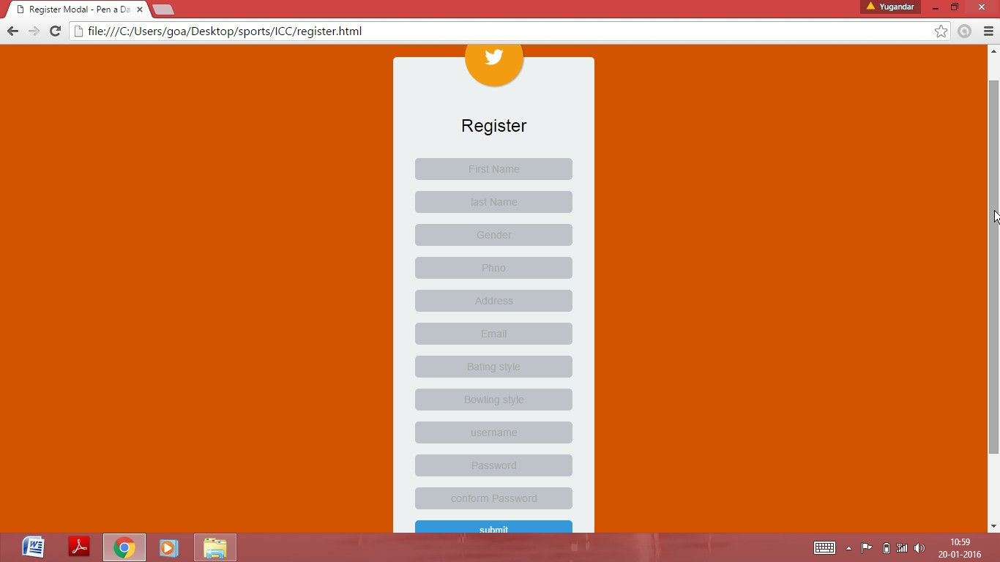 Register Modal - Pen a Da
Yugandar
file:///C:/Users/goa/Desktop/sports/ICC/register.html
Register
First Name
last Name
Gender
Phno
Address
Email
Bating style
Bowling style
username
Password
conform Password
submit
10:59
20-01-2016